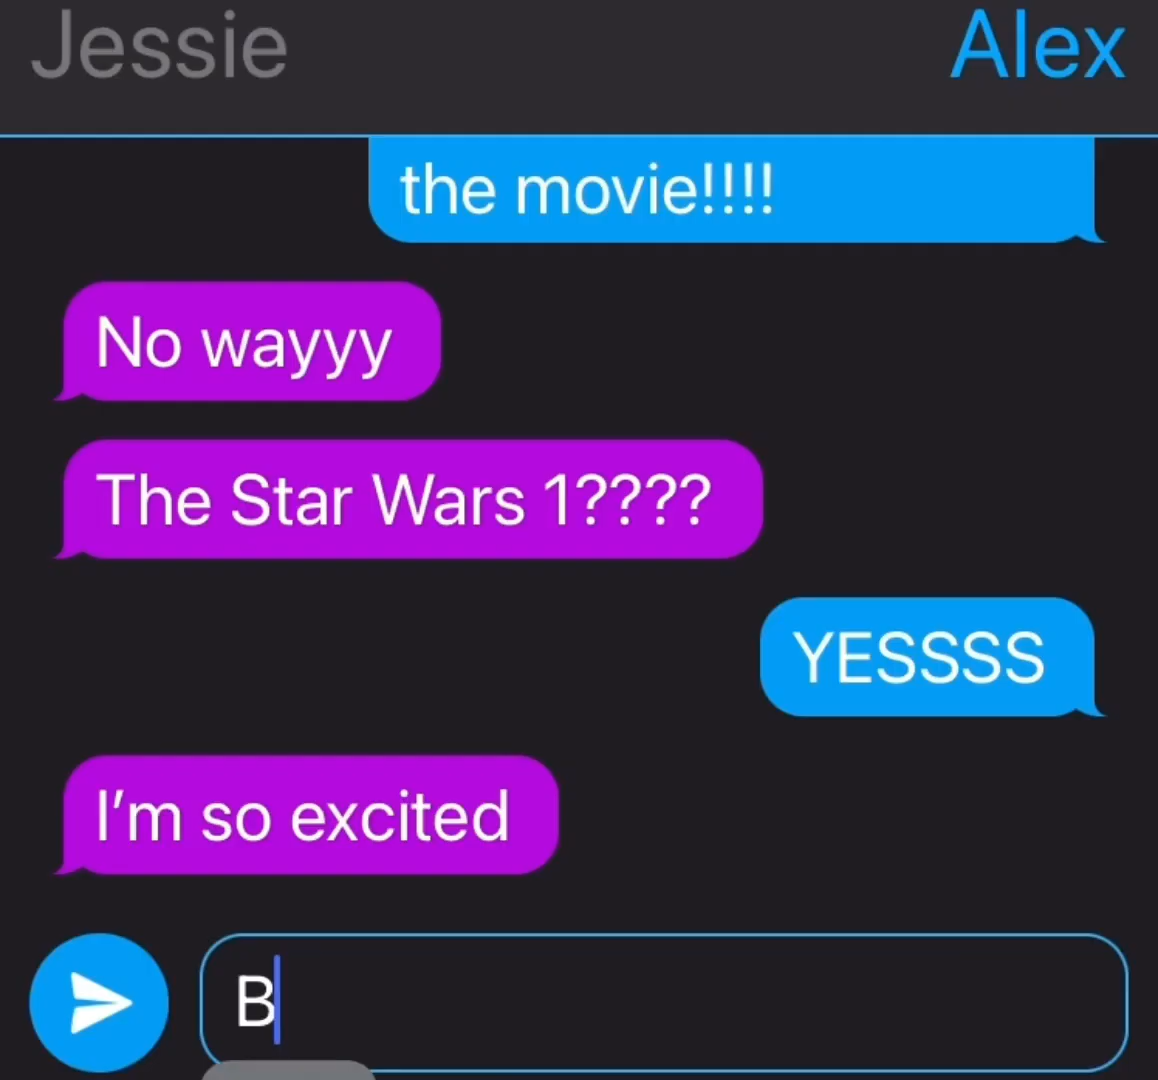 Jessie Alex
the movie!!!!
No wayyy
The Star Wars 1????
YESSSS
I’m so excited
B